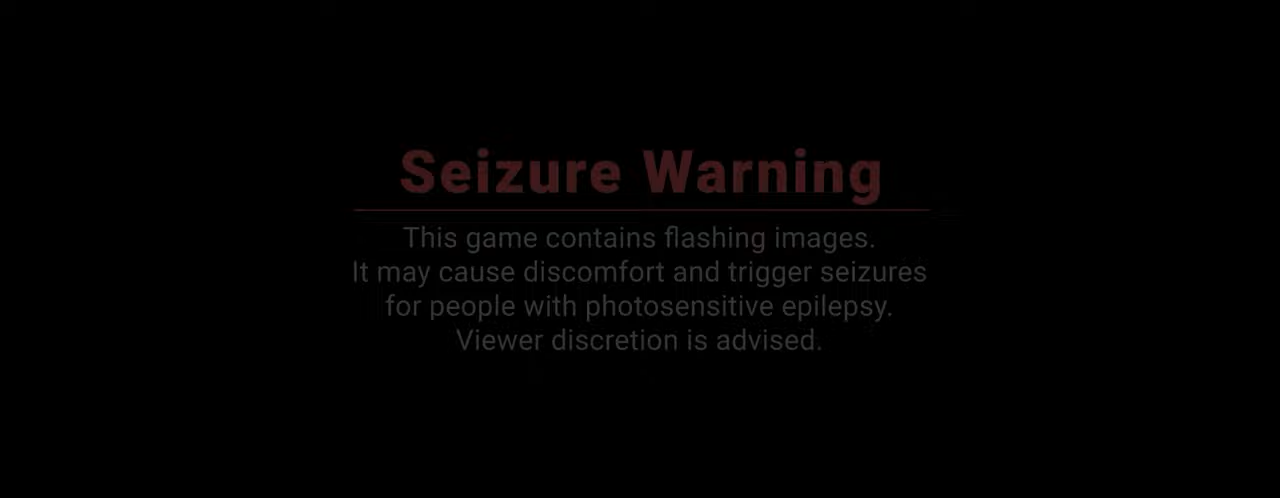 Seizure Warning
This game contains flashing images.
It may cause discomfort and trigger seizures
for people with photosensitive epilepsy.
Viewer discretion is advised.